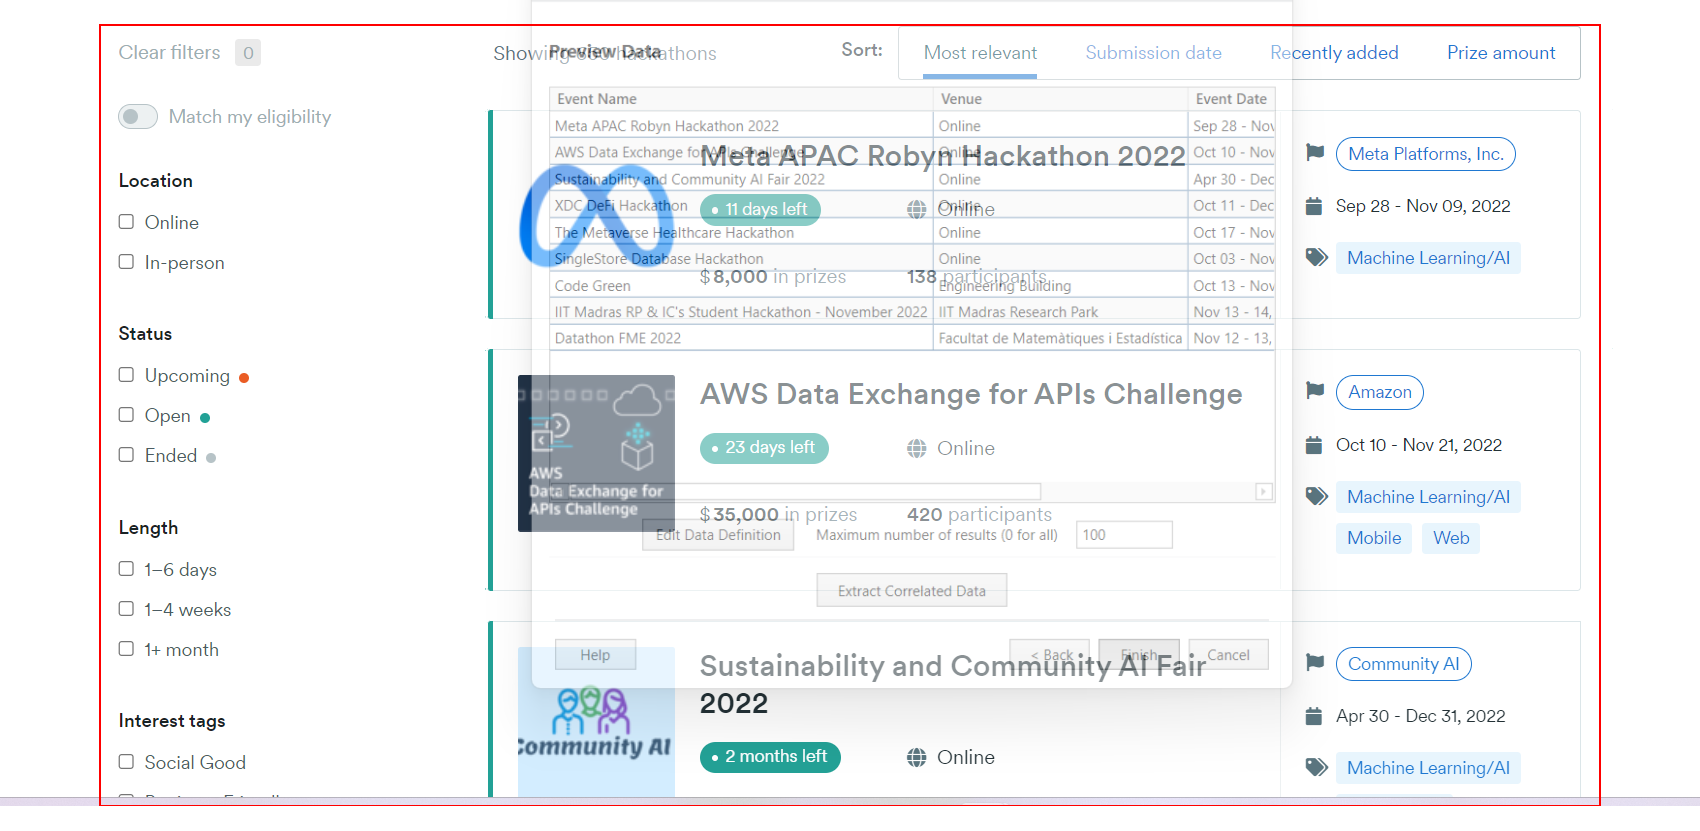 Clear filters 0
Showing hackathons
Preview Data
Sort:
Most relevant
Submission date
Recently added
Prize amount
Match my eligibility
Location
Online
In-person
Status
Upcoming
Open
Ended
Length
1–6 days
1–4 weeks
1+ month
Interest tags
Social Good
Event Name Venue Event Date
Meta APAC Robyn Hackathon 2022 Online Sep 28 - Nov
AWS Data Exchange for APIs Challenge Online Oct 10 - Nov
Sustainability and Community AI Fair 2022 Online Apr 30 - Dec
XDC DeFi Hackathon Online Oct 11 - Dec
The Metaverse Healthcare Hackathon Online Oct 17 - Nov
SingleStore Database Hackathon Online Oct 03 - Nov
Code Green Engineering Building Oct 13 - Nov
IIT Madras RP & IC's Student Hackathon - November 2022 IIT Madras Research Park Nov 13 - 14,
Datathon FME 2022 Facultat de Matemàtiques i Estadística Nov 12 - 13,
Edit Data Definition
Maximum number of results (0 for all) 100
Extract Correlated Data
Help
< Back
Finish
Cancel
Meta APAC Robyn Hackathon 2022
11 days left
Online
$8,000 in prizes
138 participants
Meta Platforms, Inc.
Sep 28 - Nov 09, 2022
Machine Learning/AI
AWS
Data Exchange for
APIs Challenge
AWS Data Exchange for APIs Challenge
23 days left
Online
$35,000 in prizes
420 participants
Amazon
Oct 10 - Nov 21, 2022
Machine Learning/AI
Mobile Web
Community AI
Sustainability and Community AI Fair
2022
2 months left
Online
Community AI
Apr 30 - Dec 31, 2022
Machine Learning/AI